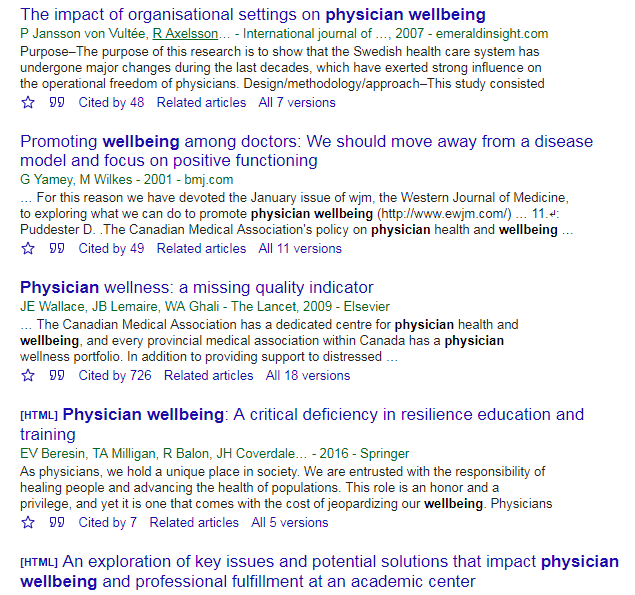 The impact of organisational settings on physician wellbeing
P Jansson von Vultée, R Axelsson… - International journal of …, 2007 - emeraldinsight.com
Purpose–The purpose of this research is to show that the Swedish health care system has
undergone major changes during the last decades, which have exerted strong influence on
the operational freedom of physicians. Design/methodology/approach–This study consisted
Cited by 48 Related articles All 7 versions
Promoting wellbeing among doctors: We should move away from a disease
model and focus on positive functioning
G Yamey, M Wilkes - 2001 - bmj.com
… For this reason we have devoted the January issue of wjm, the Western Journal of Medicine,
to exploring what we can do to promote physician wellbeing (http://www.ewjm.com/) … 11.↵:
Puddester D. .The Canadian Medical Association's policy on physician health and wellbeing …
Cited by 49 Related articles All 11 versions
Physician wellness: a missing quality indicator
JE Wallace, JB Lemaire, WA Ghali - The Lancet, 2009 - Elsevier
… The Canadian Medical Association has a dedicated centre for physician health and
wellbeing, and every provincial medical association within Canada has a physician
wellness portfolio. In addition to providing support to distressed …
Cited by 726 Related articles All 18 versions
[HTML] Physician wellbeing: A critical deficiency in resilience education and
training
EV Beresin, TA Milligan, R Balon, JH Coverdale… - 2016 - Springer
As physicians, we hold a unique place in society. We are entrusted with the responsibility of
healing people and advancing the health of populations. This role is an honor and a
privilege, and yet it is one that comes with the cost of jeopardizing our wellbeing. Physicians
Cited by 7 Related articles All 5 versions
[HTML] An exploration of key issues and potential solutions that impact physician
wellbeing and professional fulfillment at an academic center